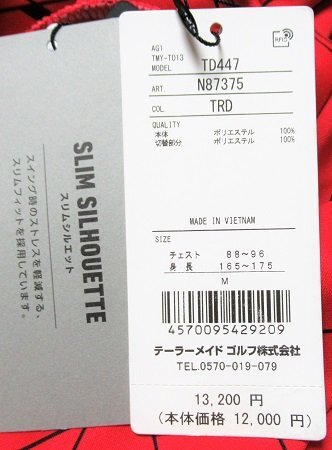 SLIM SILHOUETTE
スリムシルエット
スイング時のストレスを軽減する、
スリムフィットを採用しています。
RFID
AG1
TMY-T013
MODEL TD447
ART. N87375
COL. TRD
QUALITY
本体 ポリエステル 100%
切替部分 ポリエステル 100%
MADE IN VIETNAM
SIZE
チェスト 88~96
身長 165~175
M
4570095429209
テーラーメイド ゴルフ株式会社
TEL.0570-019-079
13,200 円
(本体価格 12,000 円)